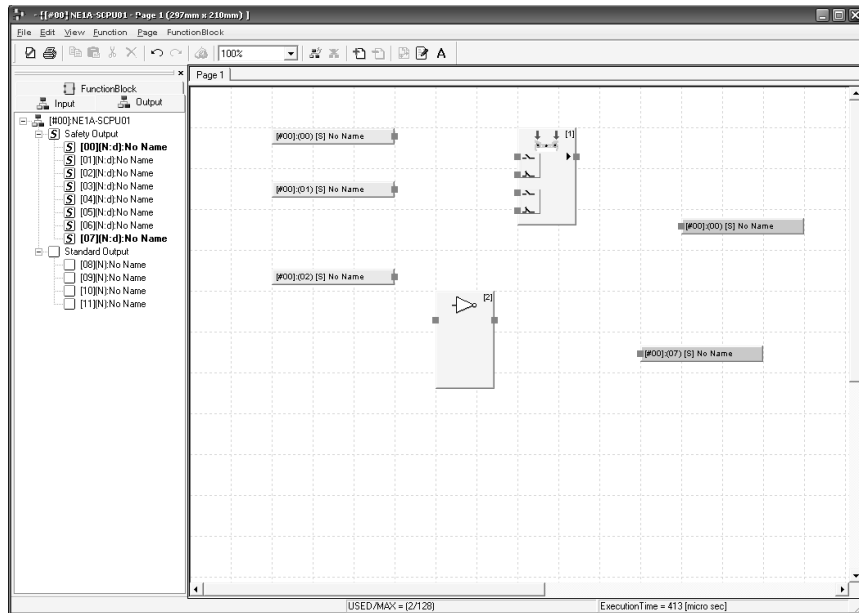 - [[#00] NE1A-SCPU01 - Page 1 (297mm x 210mm) ]
File Edit View Function Page FunctionBlock
100%
A
FunctionBlock
Input Output
[#00]:NE1A-SCPU01
S Safety Output
S [00](N:d):No Name
S [01](N:d):No Name
S [02](N:d):No Name
S [03](N:d):No Name
S [04](N:d):No Name
S [05](N:d):No Name
S [06](N:d):No Name
S [07](N:d):No Name
Standard Output
[08](N):No Name
[09](N):No Name
[10](N):No Name
[11](N):No Name
Page 1
[#00]:(00) [S] No Name
[1]
[#00]:(01) [S] No Name
[#00]:(00) [S] No Name
[#00]:(02) [S] No Name
[2]
[#00]:(07) [S] No Name
USED/MAX = (2/128)
ExecutionTime = 413 [micro sec]